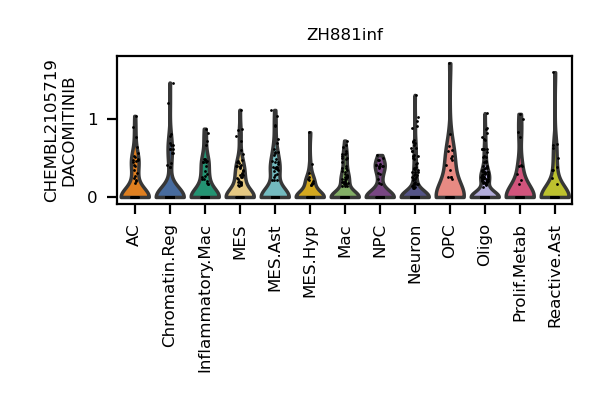 ZH881inf
CHEMBL2105719
DACOMITINIB
1
0
AC
Chromatin.Reg
Inflammatory.Mac
MES
MES.Ast
MES.Hyp
Mac
NPC
Neuron
OPC
Oligo
Prolif.Metab
Reactive.Ast